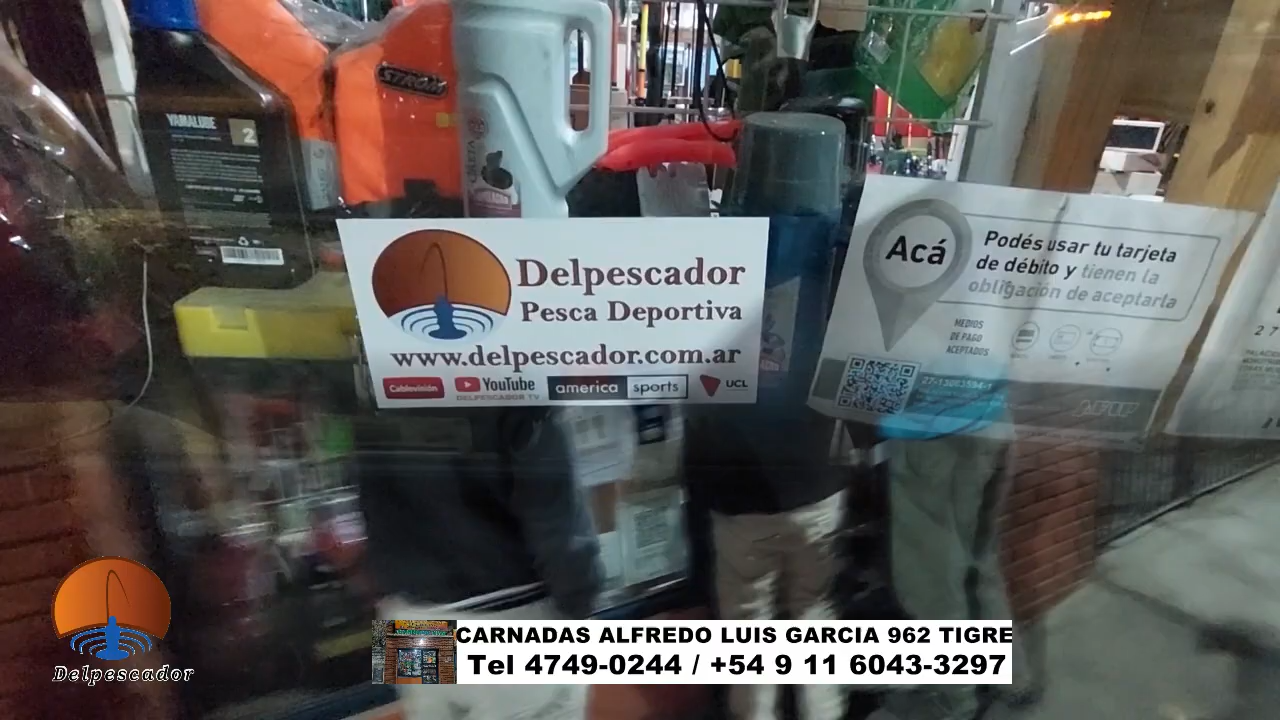 STRONG
YAMALUBE
2
DELTA
Delpescador
Pesca Deportiva
www.delpescador.com.ar
Cablevisión
YouTube
DELPESCADOR TV
america sports
UCL
Acá
Podés usar tu tarjeta
de débito y tienen la
obligación de aceptarla
MEDIOS
DE PAGO
ACEPTADOS
AFIP
Delpescador
CARNADAS ALFREDO LUIS GARCIA 962 TIGRE
Tel 4749-0244 / +54 9 11 6043-3297